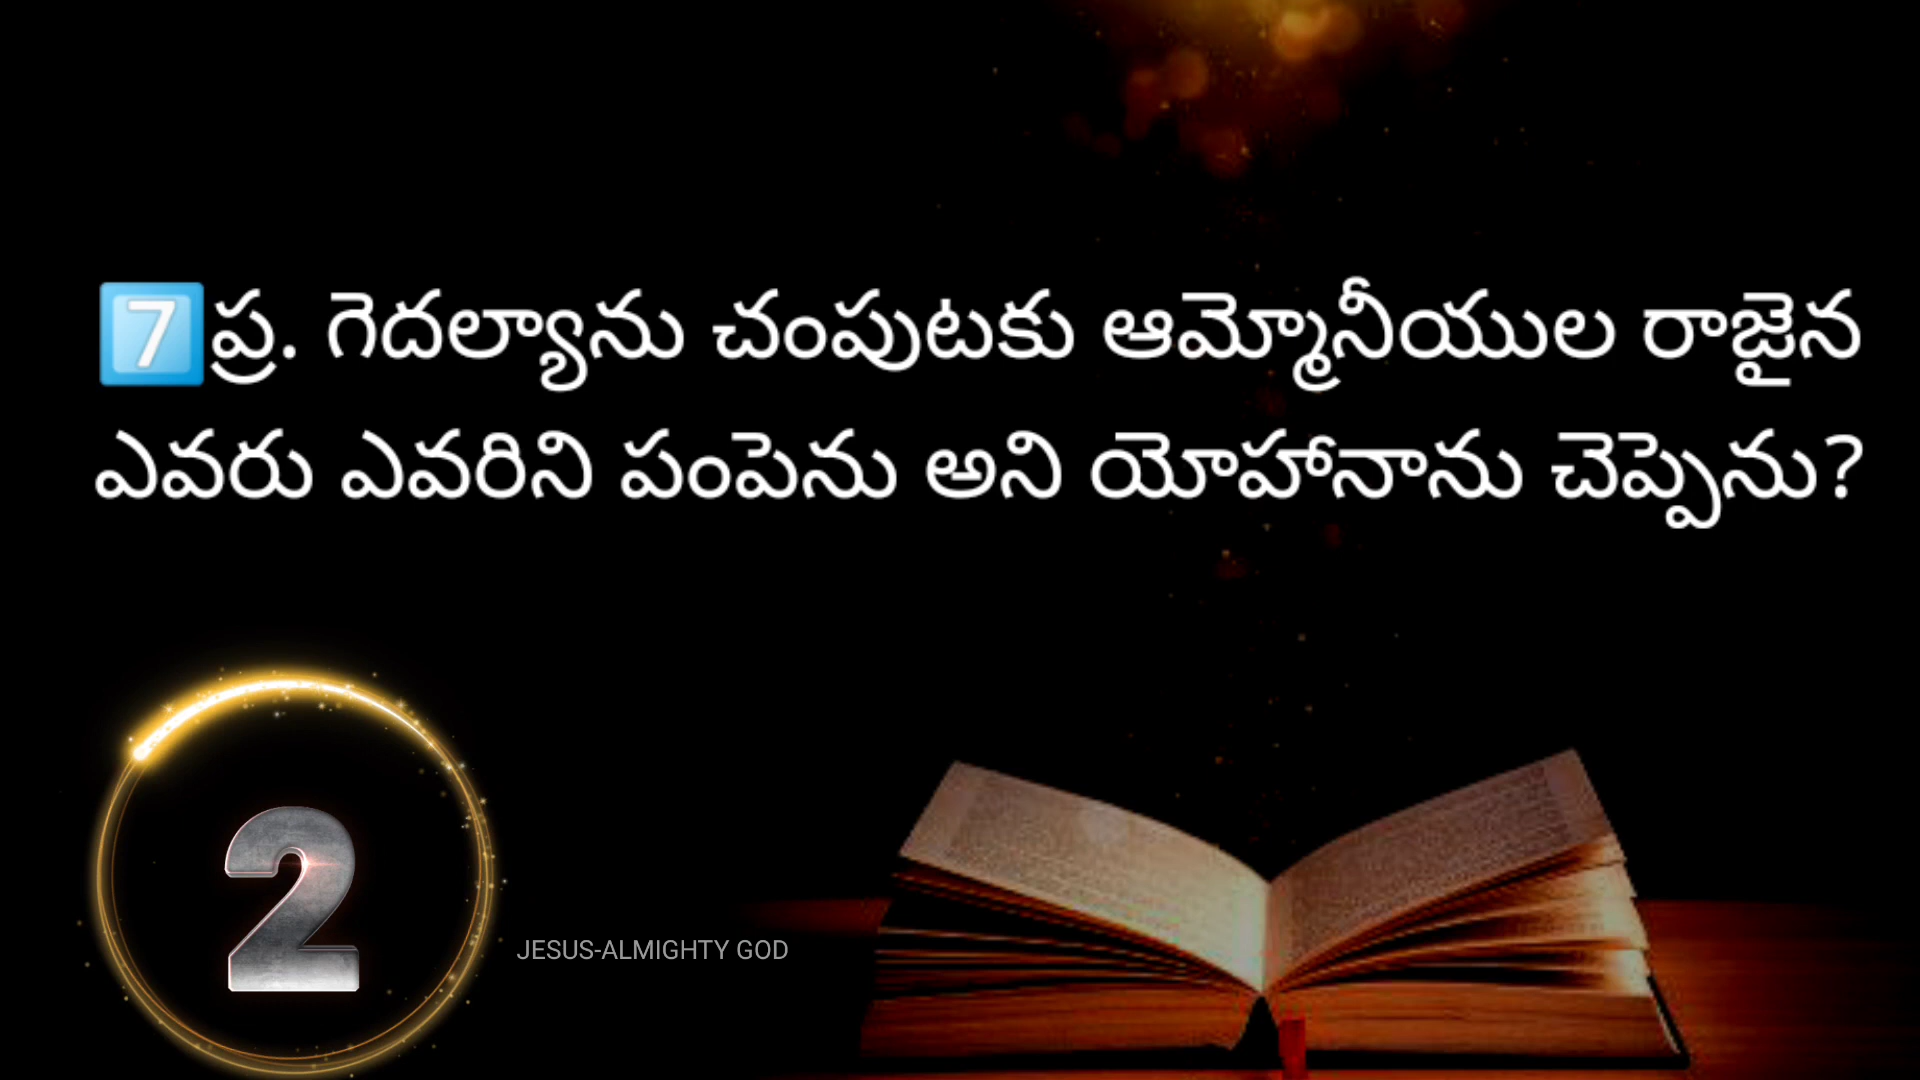 7️⃣ప్ర. గెదల్యాను చంపుటకు ఆమ్మోనీయుల రాజైన
ఎవరు ఎవరిని పంపెను అని యోహానాను చెప్పెను?
2
JESUS-ALMIGHTY GOD